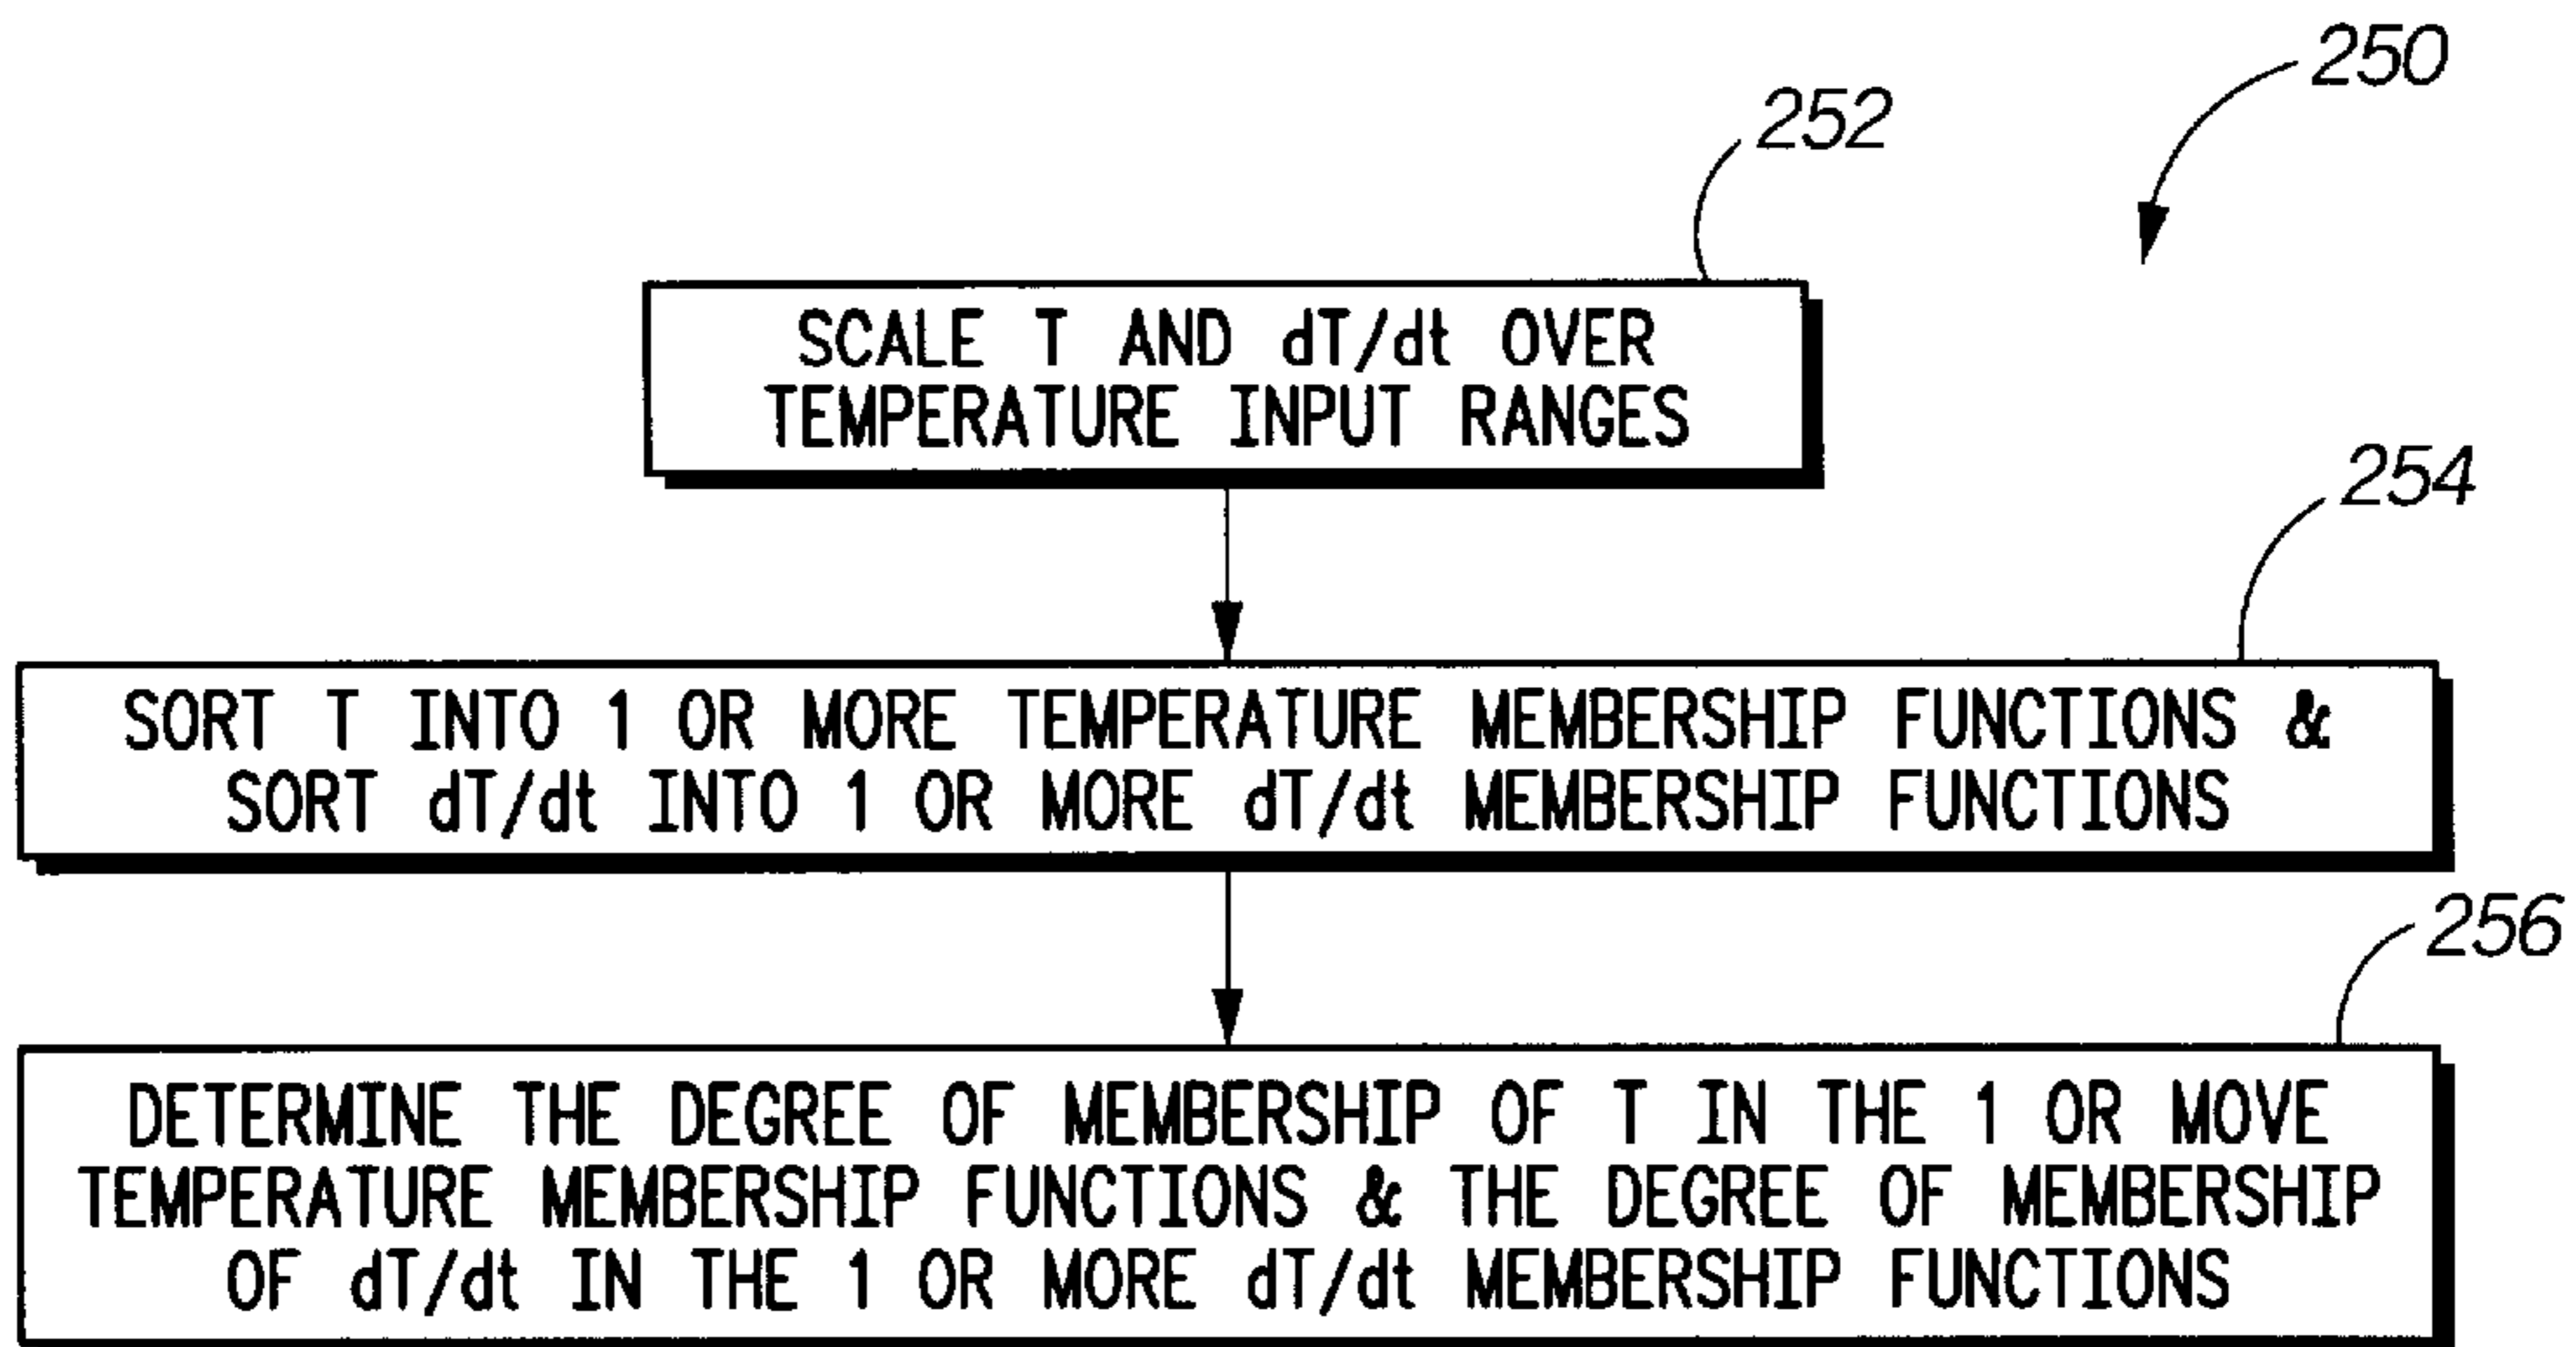 250
252
SCALE T AND dT/dt OVER
TEMPERATURE INPUT RANGES
254
SORT T INTO 1 OR MORE TEMPERATURE MEMBERSHIP FUNCTIONS &
SORT dT/dt INTO 1 OR MORE dT/dt MEMBERSHIP FUNCTIONS
256
DETERMINE THE DEGREE OF MEMBERSHIP OF T IN THE 1 OR MOVE
TEMPERATURE MEMBERSHIP FUNCTIONS & THE DEGREE OF MEMBERSHIP
OF dT/dt IN THE 1 OR MORE dT/dt MEMBERSHIP FUNCTIONS